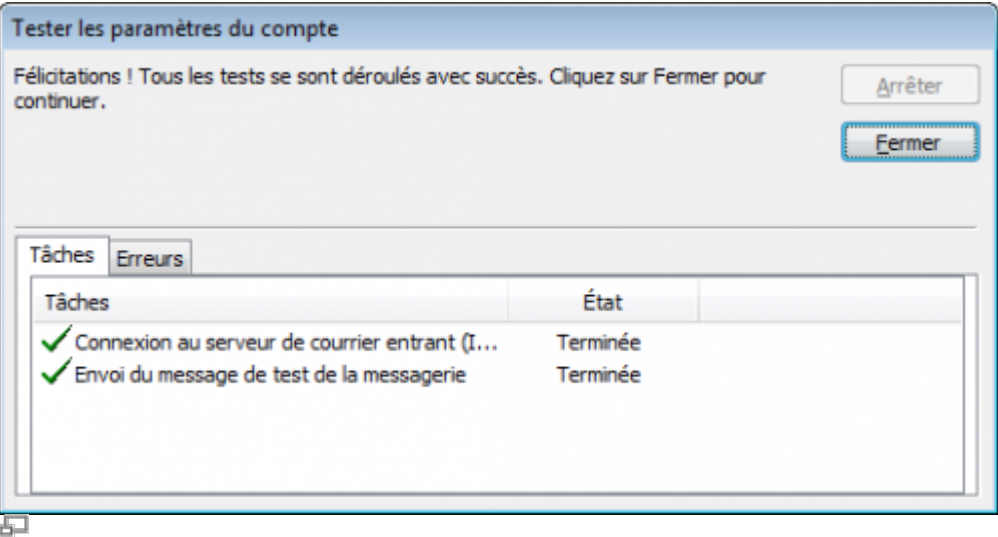 Tester les paramètres du compte
Félicitations ! Tous les tests se sont déroulés avec succès. Cliquez sur Fermer pour
continuer.
Arrêter
Fermer
Tâches Erreurs
Tâches État
Connexion au serveur de courrier entrant (I... Terminée
Envoi du message de test de la messagerie Terminée